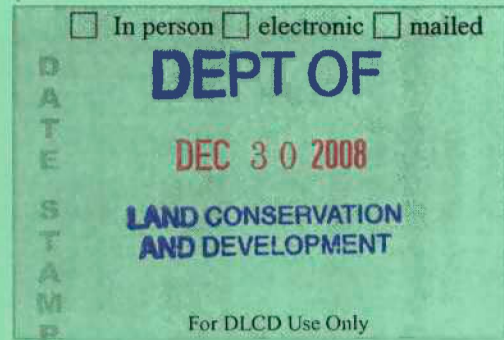 ☐ In person ☐ electronic ☐ mailed
DATE STAMP
DEPT OF
DEC 30 2008
LAND CONSERVATION
AND DEVELOPMENT
For DLCD Use Only